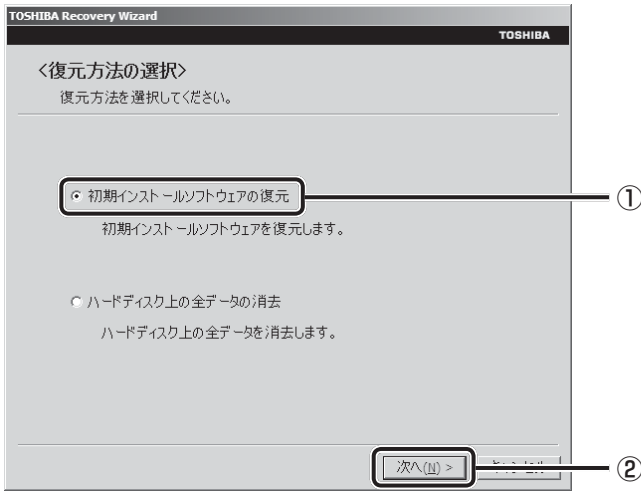 TOSHIBA Recovery Wizard
TOSHIBA
<復元方法の選択>
復元方法を選択してください。
初期インストールソフトウェアの復元
①
初期インストールソフトウェアを復元します。
ハードディスク上の全データの消去
ハードディスク上の全データを消去します。
次へ(N) >
②